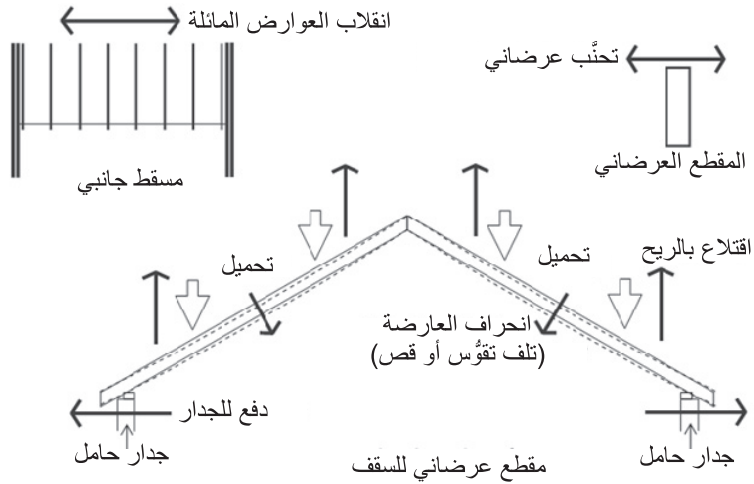 انقلاب العوارض المائلة
مسقط جانبي
تحنَّب عرضاني
المقطع العرضاني
اقتلاع بالريح
تحميل
تحميل
انحراف العارضة
(تلف تقوُّس أو قص)
دفع للجدار
جدار حامل
جدار حامل
مقطع عرضاني للسقف